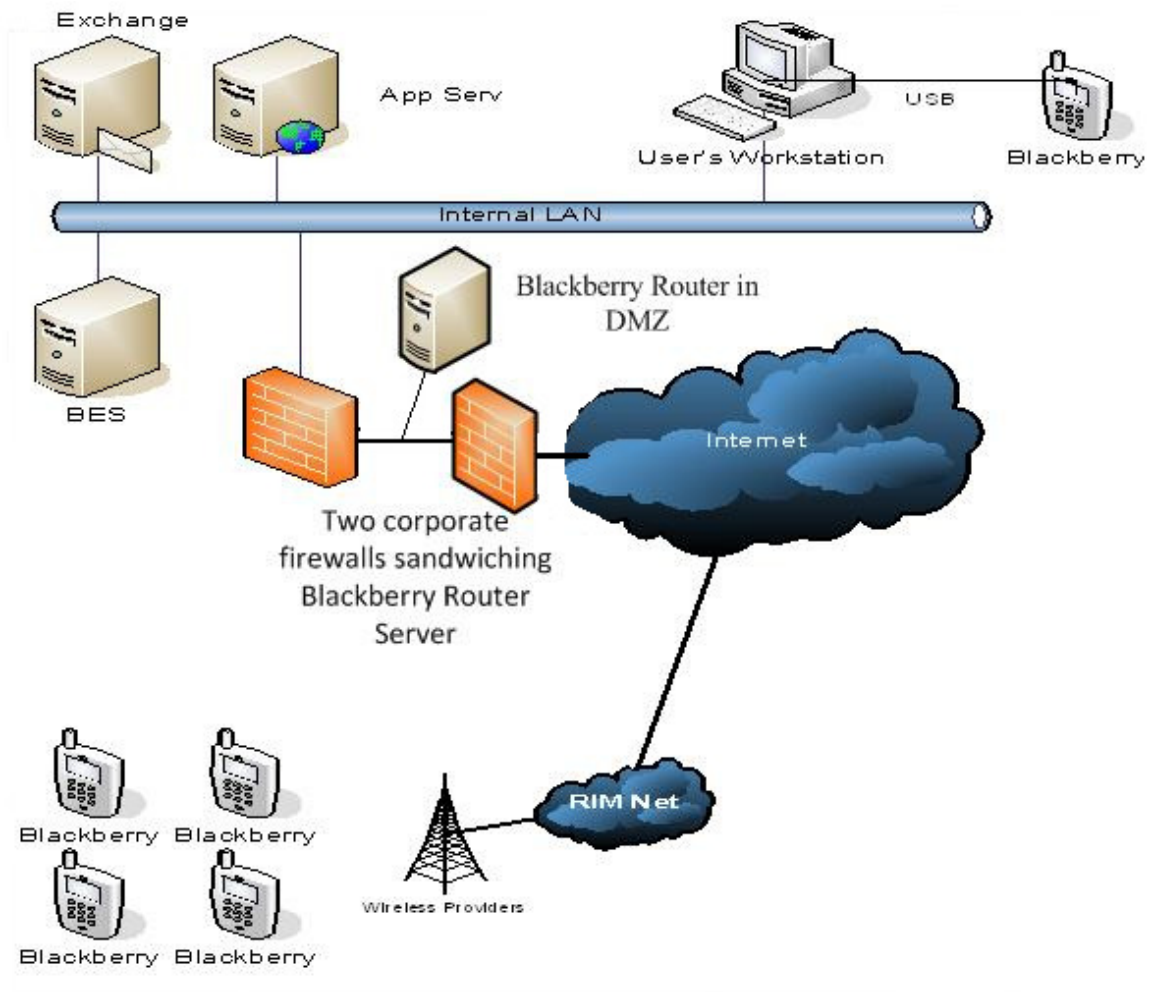 Exchange
App Serv
USB
User's Workstation
Blackberry
Internal LAN
Blackberry Router in
DMZ
BES
Internet
Two corporate
firewalls sandwiching
Blackberry Router
Server
RIM Net
Blackberry
Blackberry
Wireless Providers
Blackberry
Blackberry